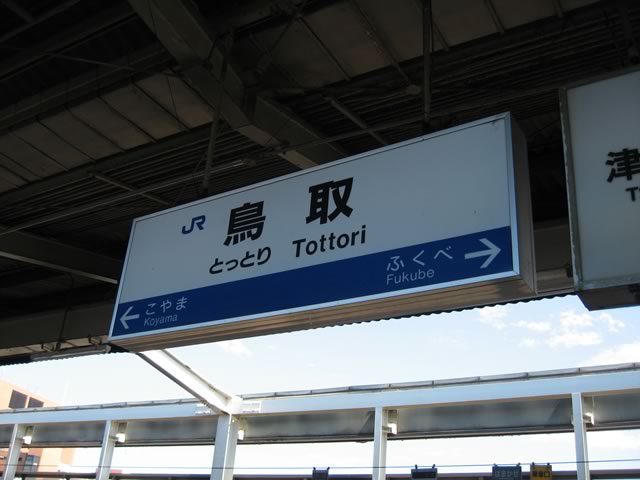 JR 鳥取
とっとり Tottori
ふくべ →
Fukube
← こやま
Koyama
津
T